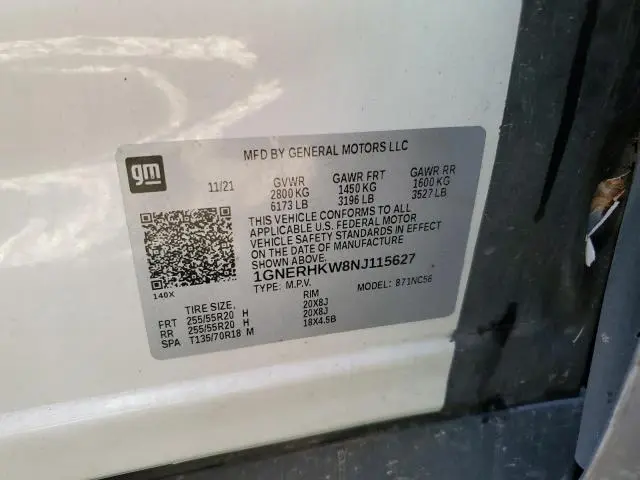 MFD BY GENERAL MOTORS LLC
gm
11/21
GVWR GAWR FRT GAWR RR
2800 KG 1450 KG 1600 KG
6173 LB 3196 LB 3527 LB
THIS VEHICLE CONFORMS TO ALL
APPLICABLE U.S. FEDERAL MOTOR
VEHICLE SAFETY STANDARDS IN EFFECT
ON THE DATE OF MANUFACTURE
SHOWN ABOVE.
1GNERHKW8NJ115627
140X
TYPE: M.P.V. MODEL: 871NC56
TIRE SIZE, RIM
FRT 255/55R20 H 20X8J
RR 255/55R20 H 20X8J
SPA T135/70R18 M 18X4.5B